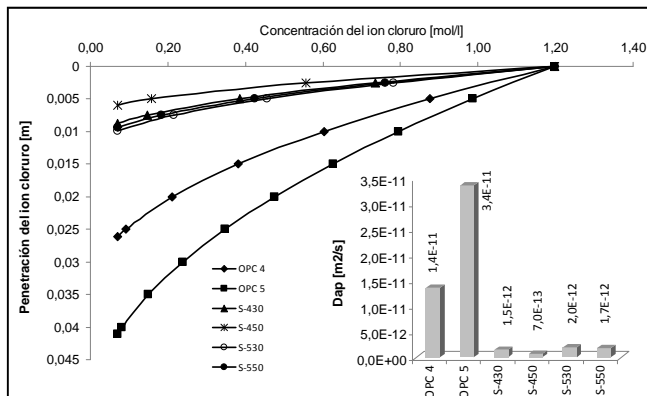 Concentración del ion cloruro [mol/l]
0,00 0,20 0,40 0,60 0,80 1,00 1,20 1,40
Penetración del ion cloruro [m]
0
0,005
0,01
0,015
0,02
0,025
0,03
0,035
0,04
0,045
OPC 4
OPC 5
S-430
S-450
S-530
S-550
Dap [m2/s]
3,5E-11
3,0E-11
2,5E-11
2,0E-11
1,5E-11
1,0E-11
5,0E-12
0,0E+00
1,4E-11
3,4E-11
1,5E-12
7,0E-13
2,0E-12
1,7E-12
OPC 4
OPC 5
S-430
S-450
S-530
S-550